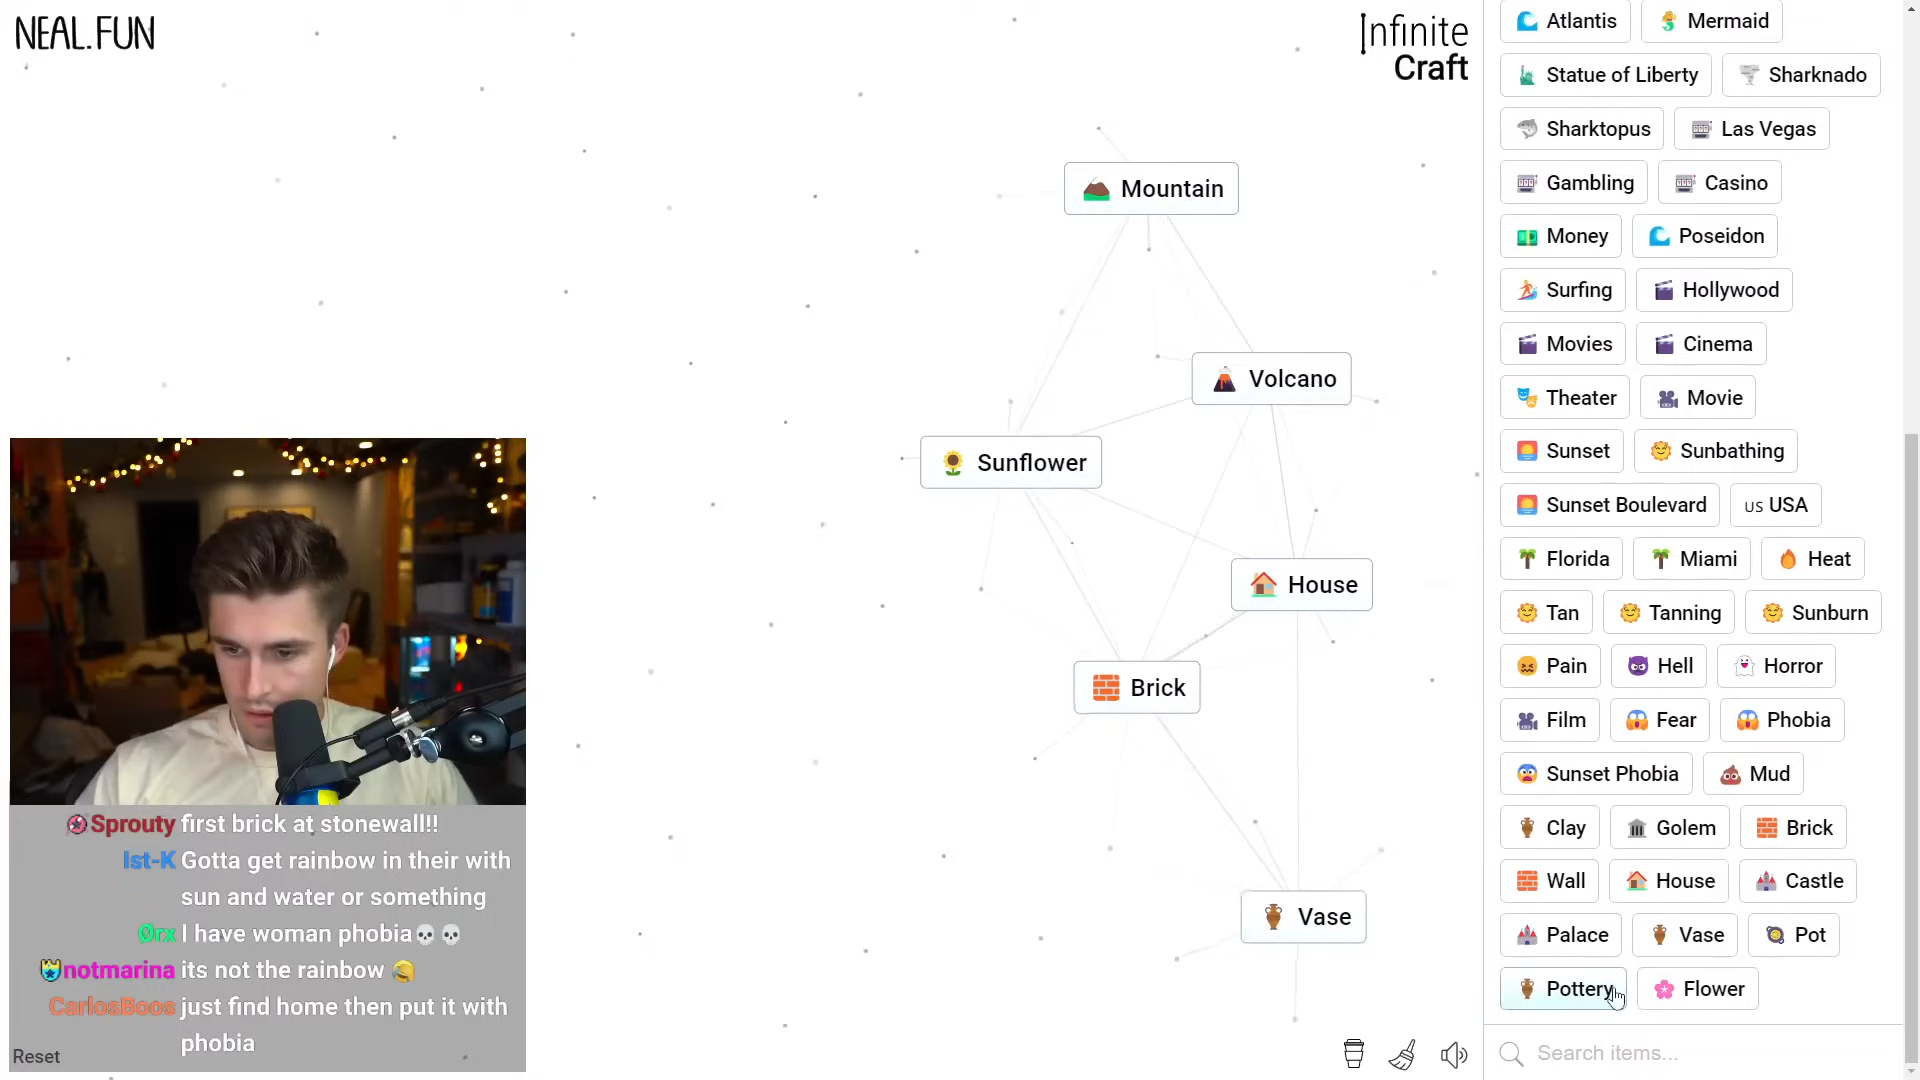 NEAL.FUN
Infinite
Craft
Mountain
Volcano
Sunflower
House
Brick
Vase
Atlantis Mermaid
Statue of Liberty Sharknado
Sharktopus Las Vegas
Gambling Casino
Money Poseidon
Surfing Hollywood
Movies Cinema
Theater Movie
Sunset Sunbathing
Sunset Boulevard US USA
Florida Miami Heat
Tan Tanning Sunburn
Pain Hell Horror
Film Fear Phobia
Sunset Phobia Mud
Clay Golem Brick
Wall House Castle
Palace Vase Pot
Pottery Flower
Search items...
Sprouty first brick at stonewall!!
Ist-K Gotta get rainbow in their with
sun and water or something
Ørx I have woman phobia💀💀
notmarina its not the rainbow
CarlosBoos just find home then put it with
phobia
Reset